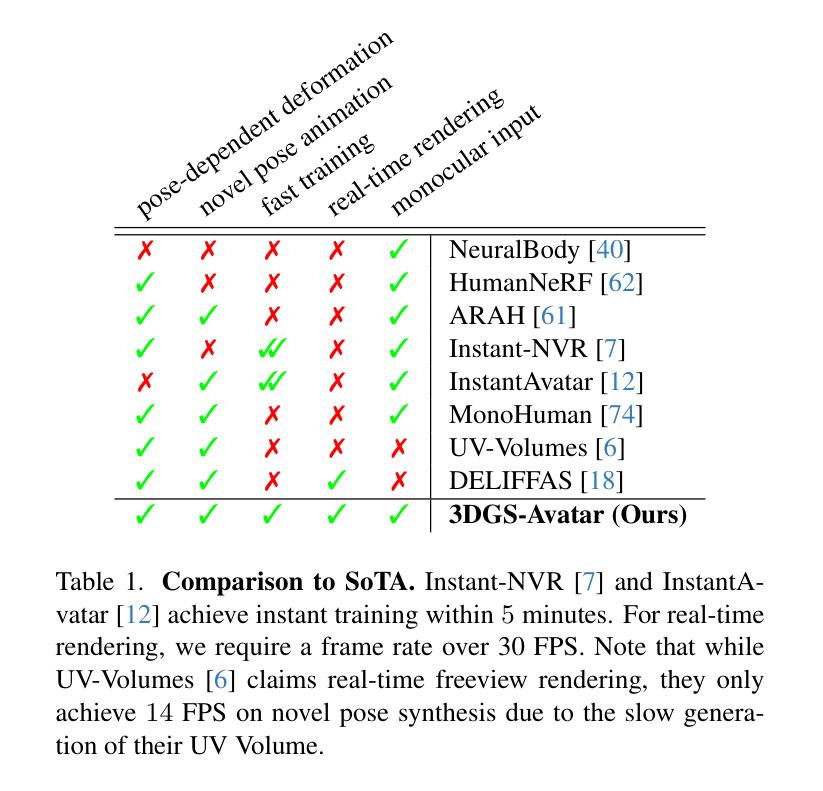 pose-dependent deformation
novel pose animation
fast training
real-time rendering
monocular input
✗ ✗ ✗ ✗ ✓ NeuralBody [40]
✓ ✗ ✗ ✗ ✓ HumanNeRF [62]
✓ ✓ ✗ ✗ ✓ ARAH [61]
✓ ✗ ✓✓ ✗ ✓ Instant-NVR [7]
✗ ✓ ✓✓ ✗ ✓ InstantAvatar [12]
✓ ✓ ✗ ✗ ✓ MonoHuman [74]
✓ ✓ ✗ ✗ ✗ UV-Volumes [6]
✓ ✓ ✗ ✓ ✗ DELIFFAS [18]
✓ ✓ ✓ ✓ ✓ 3DGS-Avatar (Ours)
Table 1. Comparison to SoTA. Instant-NVR [7] and InstantA-
vatar [12] achieve instant training within 5 minutes. For real-time
rendering, we require a frame rate over 30 FPS. Note that while
UV-Volumes [6] claims real-time freeview rendering, they only
achieve 14 FPS on novel pose synthesis due to the slow genera-
tion of their UV Volume.